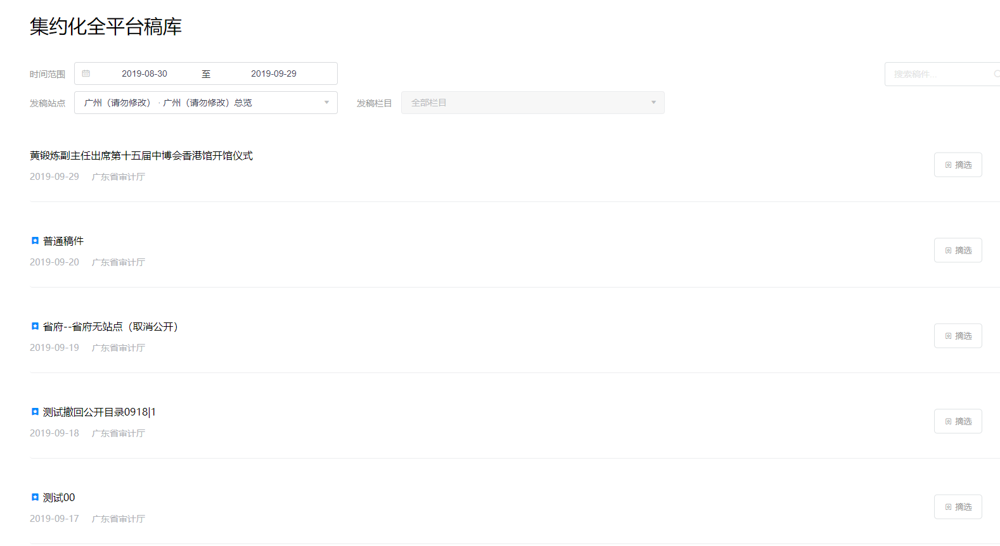 集约化全平台稿库
时间范围 2019-08-30 至 2019-09-29 搜索稿件...
发稿站点 广州（请勿修改） · 广州（请勿修改）总览 发稿栏目 全部栏目
黄锻炼副主任出席第十五届中博会香港馆开馆仪式
2019-09-29 广东省审计厅 摘选
普通稿件
2019-09-20 广东省审计厅 摘选
省府--省府无站点（取消公开）
2019-09-19 广东省审计厅 摘选
测试撤回公开目录0918|1
2019-09-18 广东省审计厅 摘选
测试00
2019-09-17 广东省审计厅 摘选